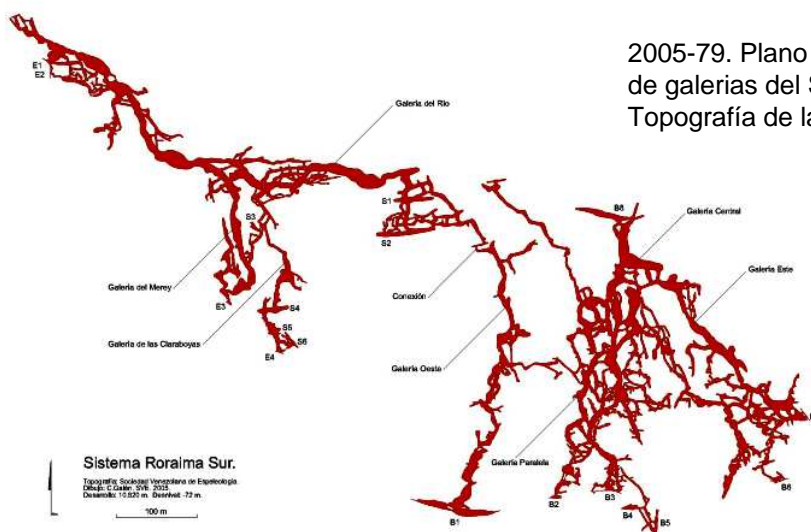 2005-79. Plano
de galerias del S
Topografía de la
E1
E2
Galería del Río
S1
S2
S3
B8
Galería Central
Galería Este
Galería del Merey
E3
Conexión
S4
S5
S6
E4
Galería de las Claraboyas
Galería Oeste
Galería Paralela
B1
B2
B3
B4
B5
B6
Sistema Roraima Sur.
Topografía: Sociedad Venezolana de Espeleología.
Dibujo: C.Galán. SVE. 2005.
Desarrollo: 10.820 m. Desnivel: -72 m.
100 m